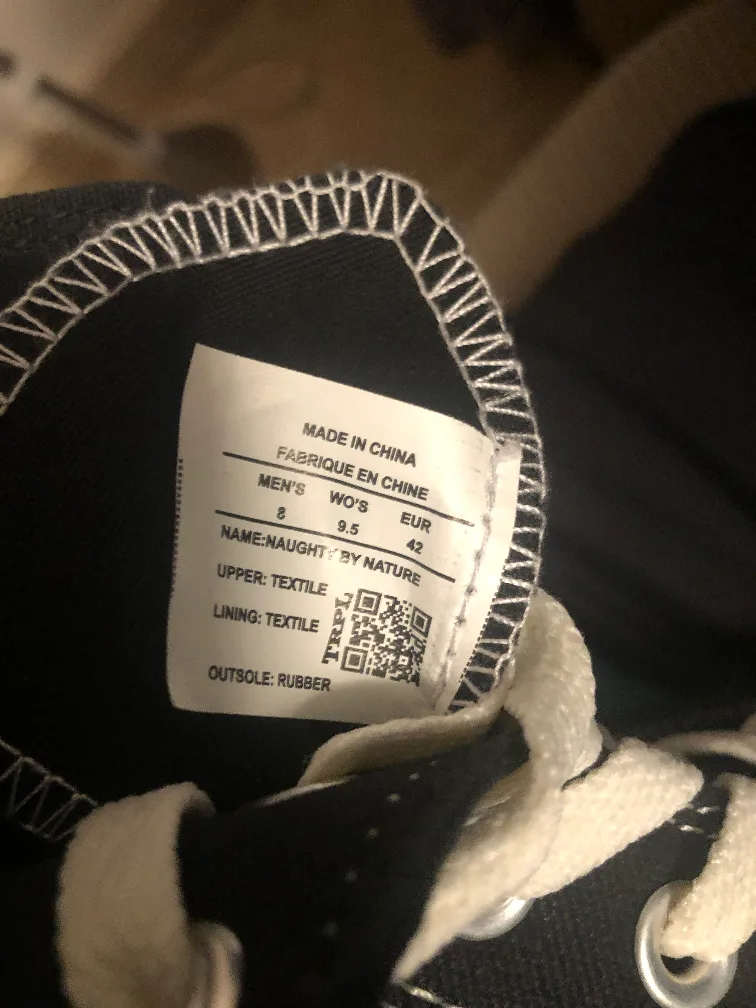 MADE IN CHINA
FABRIQUE EN CHINE
MEN'S WO'S EUR
8 9.5 42
NAME:NAUGHTY BY NATURE
UPPER: TEXTILE
LINING: TEXTILE
TRPL
OUTSOLE: RUBBER